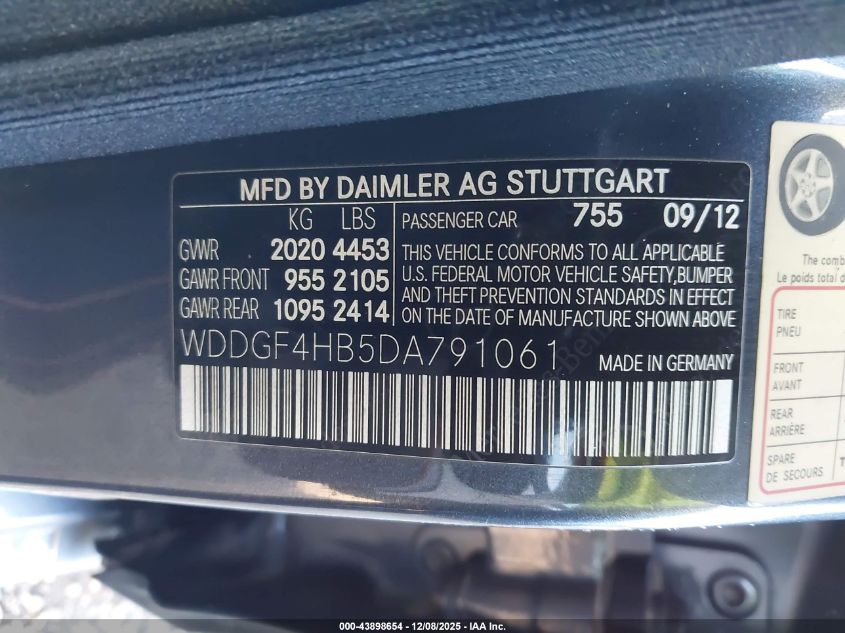 MFD BY DAIMLER AG STUTTGART
KG LBS
GVWR 2020 4453
GAWR FRONT 955 2105
GAWR REAR 1095 2414
PASSENGER CAR 755 09/12
THIS VEHICLE CONFORMS TO ALL APPLICABLE
U.S. FEDERAL MOTOR VEHICLE SAFETY,BUMPER
AND THEFT PREVENTION STANDARDS IN EFFECT
ON THE DATE OF MANUFACTURE SHOWN ABOVE
WDDGF4HB5DA791061
MADE IN GERMANY
The comb
Le poids total d
TIRE
PNEU
FRONT
AVANT
REAR
ARRIÈRE
SPARE
DE SECOURS
000-43898654 - 12/08/2025 - IAA Inc.